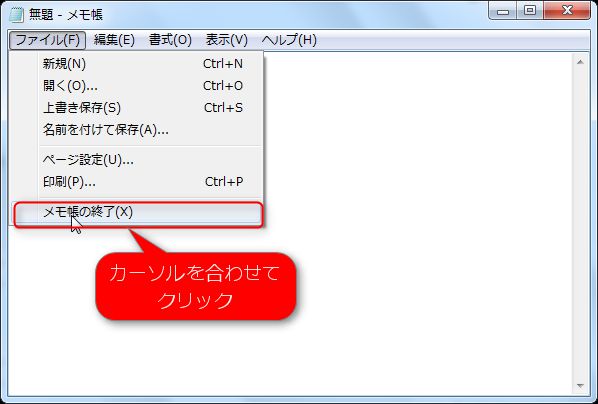 無題 - メモ帳
ファイル(F) 編集(E) 書式(O) 表示(V) ヘルプ(H)
新規(N) Ctrl+N
開く(O)... Ctrl+O
上書き保存(S) Ctrl+S
名前を付けて保存(A)...
ページ設定(U)...
印刷(P)... Ctrl+P
メモ帳の終了(X)
カーソルを合わせて
クリック